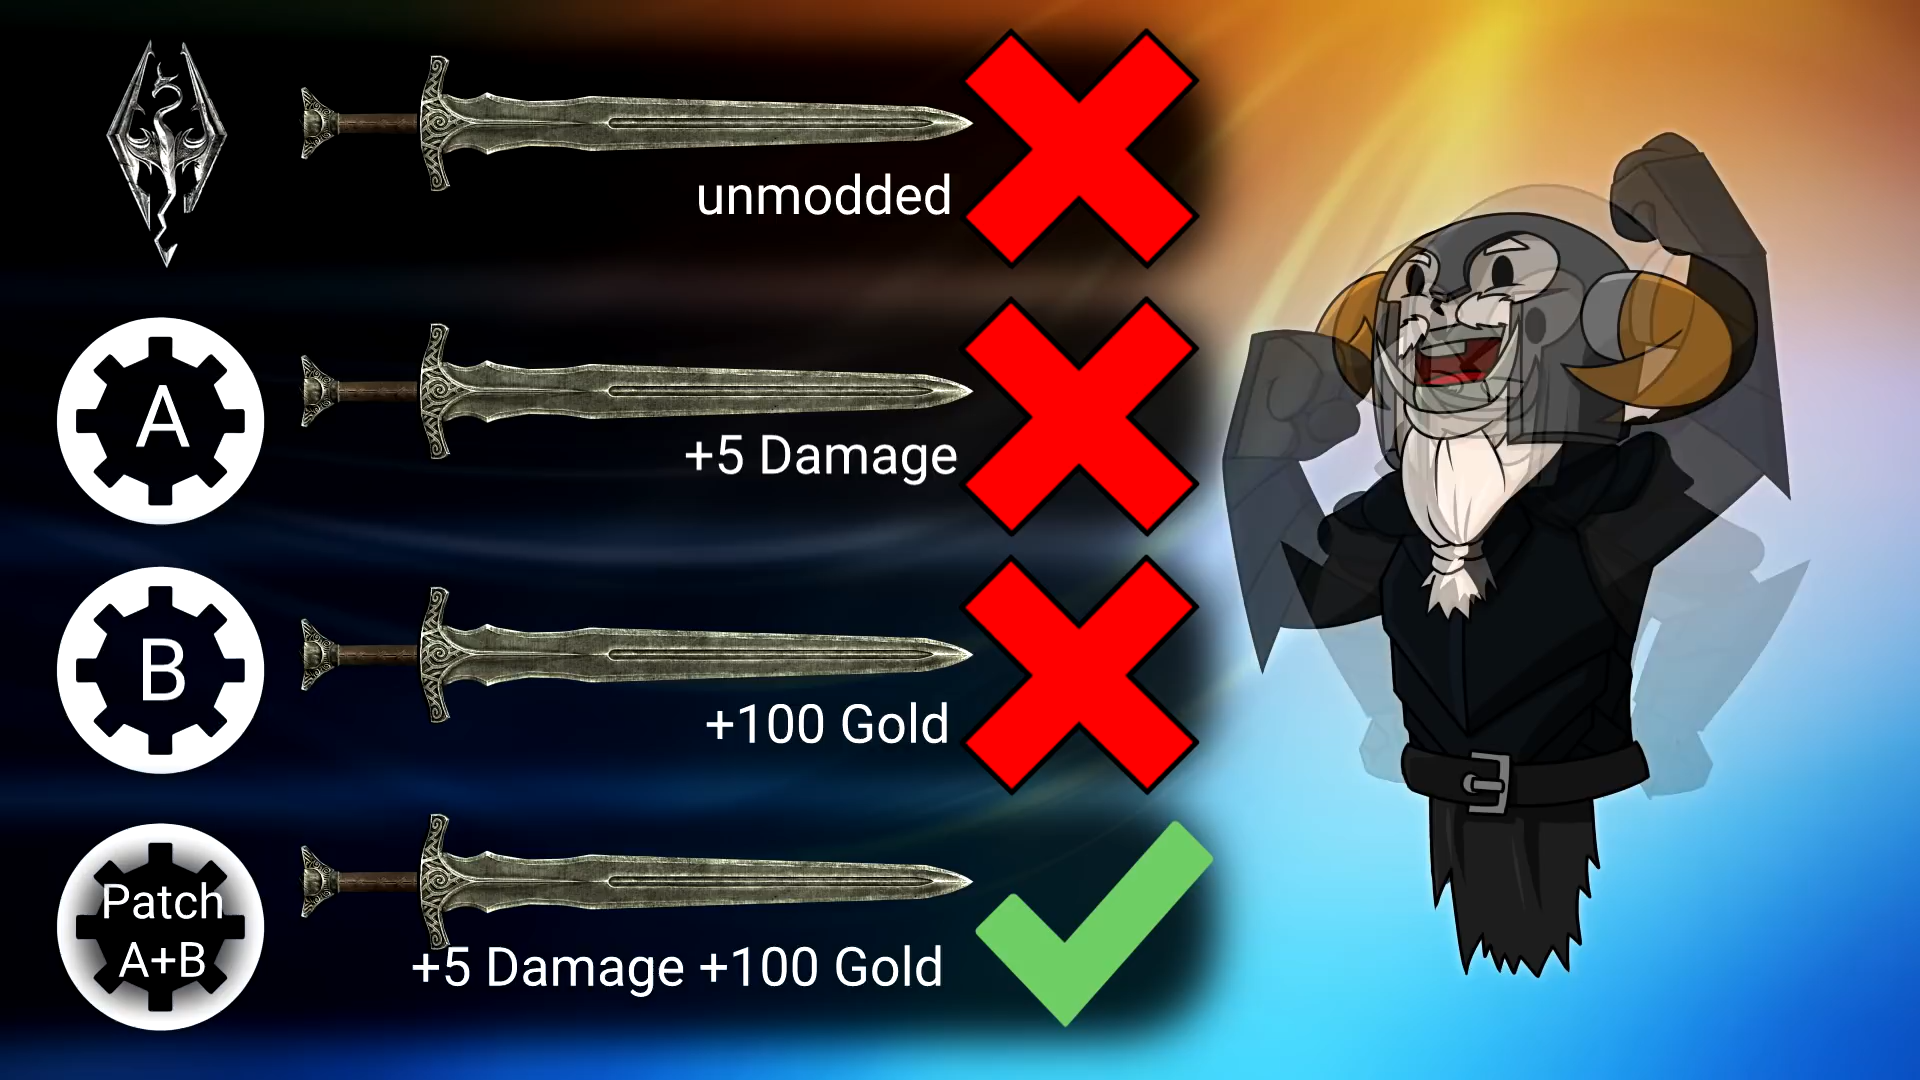 unmodded
A
+5 Damage
B
+100 Gold
Patch
A+B
+5 Damage +100 Gold